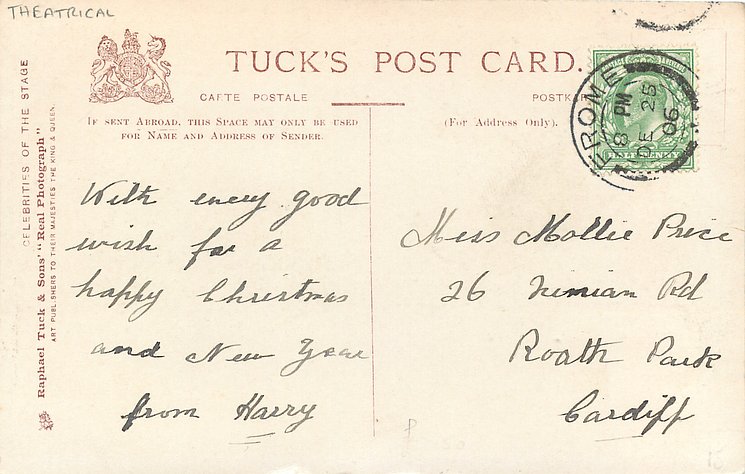 THEATRICAL
TUCK'S POST CARD.
CARTE POSTALE
POSTKAR
IF SENT ABROAD, THIS SPACE MAY ONLY BE USED
FOR NAME AND ADDRESS OF SENDER.
(For Address Only).
CELEBRITIES OF THE STAGE
Raphael Tuck & Sons' "Real Photograph"
ART PUBLISHERS TO THEIR MAJESTIES THE KING & QUEEN.
FROME
8 PM
DE 25
06
HALFPENNY
With every good
wish for a
happy Christmas
and New Year
from Harry
Miss Mollie Price
26 Ninian Rd
Roath Park
Cardiff